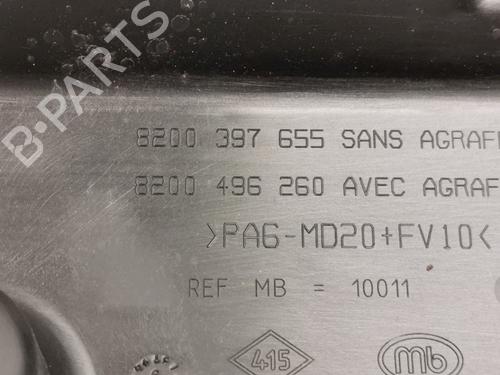 B-PARTS
8200 397 655 SANS AGRAF
8200 496 260 AVEC AGRAF
>PA6-MD20+FV10<
REF MB = 10011
415
mb